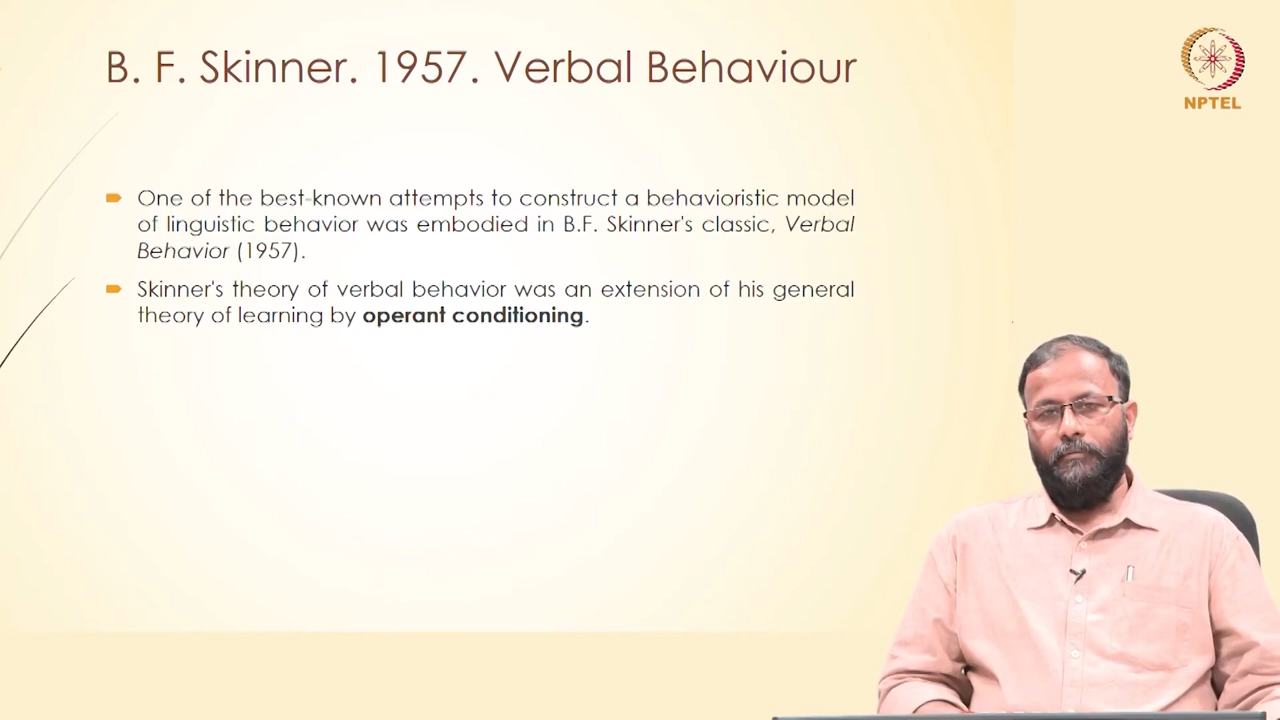 B. F. Skinner. 1957. Verbal Behaviour
NPTEL
One of the best-known attempts to construct a behavioristic model
of linguistic behavior was embodied in B.F. Skinner's classic, Verbal
Behavior (1957).
Skinner's theory of verbal behavior was an extension of his general
theory of learning by operant conditioning.